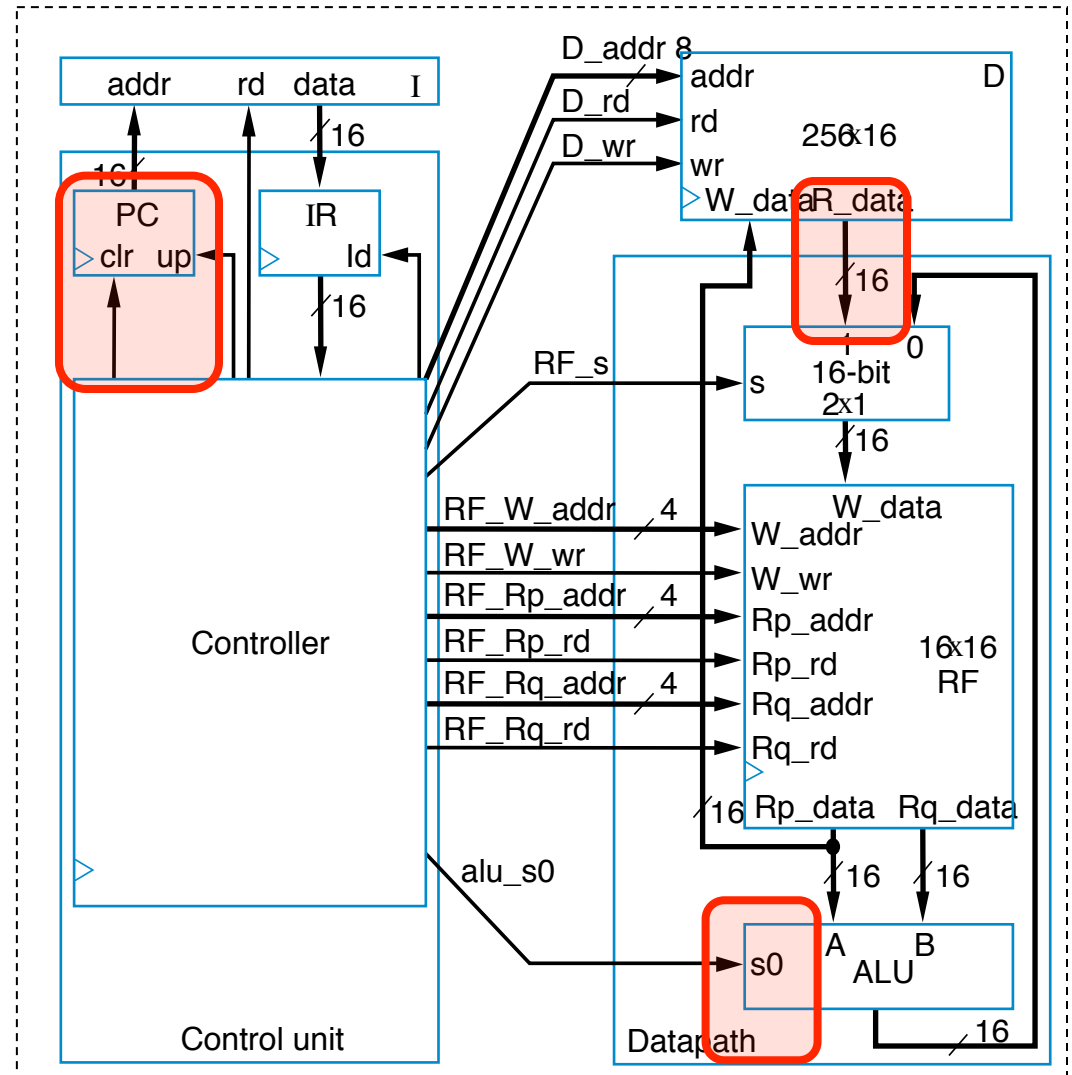 D_addr 8
addr rd data I
addr D
D_rd
rd
16
256x16
D_wr
wr
16
W_data R_data
PC
IR
clr up
ld
16
16
1 0
RF_s
16-bit
s
2x1
16
RF_W_addr 4
W_data
W_addr
RF_W_wr
W_wr
RF_Rp_addr 4
Rp_addr
Controller
RF_Rp_rd
16x16
Rp_rd
RF
RF_Rq_addr 4
Rq_addr
RF_Rq_rd
Rq_rd
16
Rp_data Rq_data
alu_s0
16 16
A B
s0
ALU
Control unit
Datapath
16